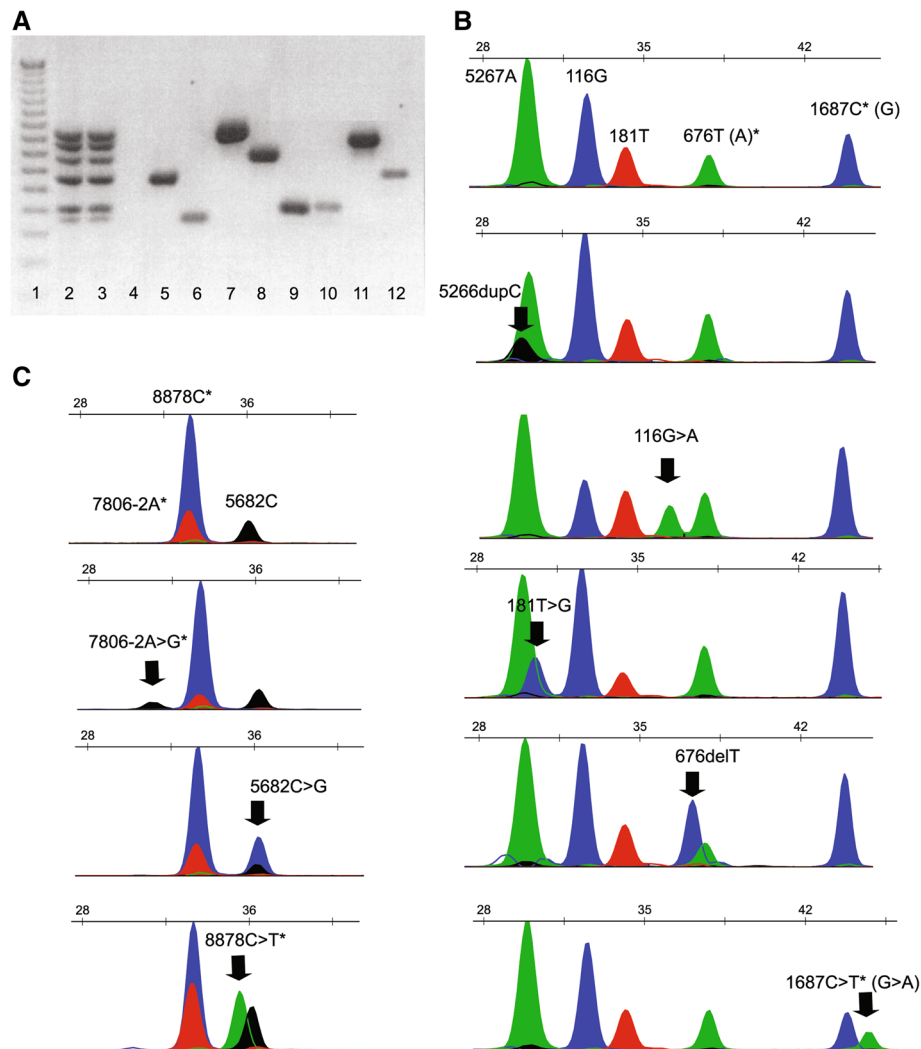 A
1 2 3 4 5 6 7 8 9 10 11 12
B
28 35 42
5267A 116G 181T 676T (A)* 1687C* (G)
28 35 42
5266dupC
116G>A
28 35 42
181T>G
28 35 42
676delT
28 35 42
1687C>T* (G>A)
C
28 36
8878C*
7806-2A* 5682C
28 36
7806-2A>G*
28 36
5682C>G
28 36
8878C>T*